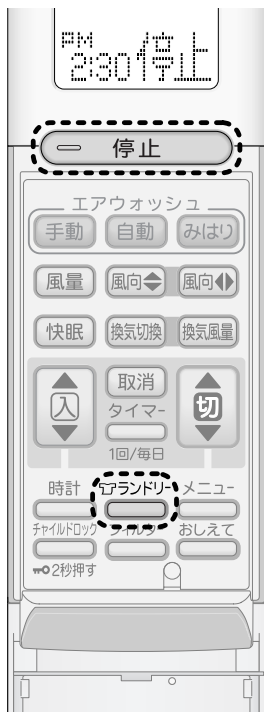 PM 2:30 停止
停止
エアウォッシュ
手動 自動 みはり
風量 風向 風向
快眠 換気切換 換気風量
入 取消 切
タイマー
1回/毎日
時計 ランドリー メニュー
チャイルドロック フィルター おしえて
2秒押す